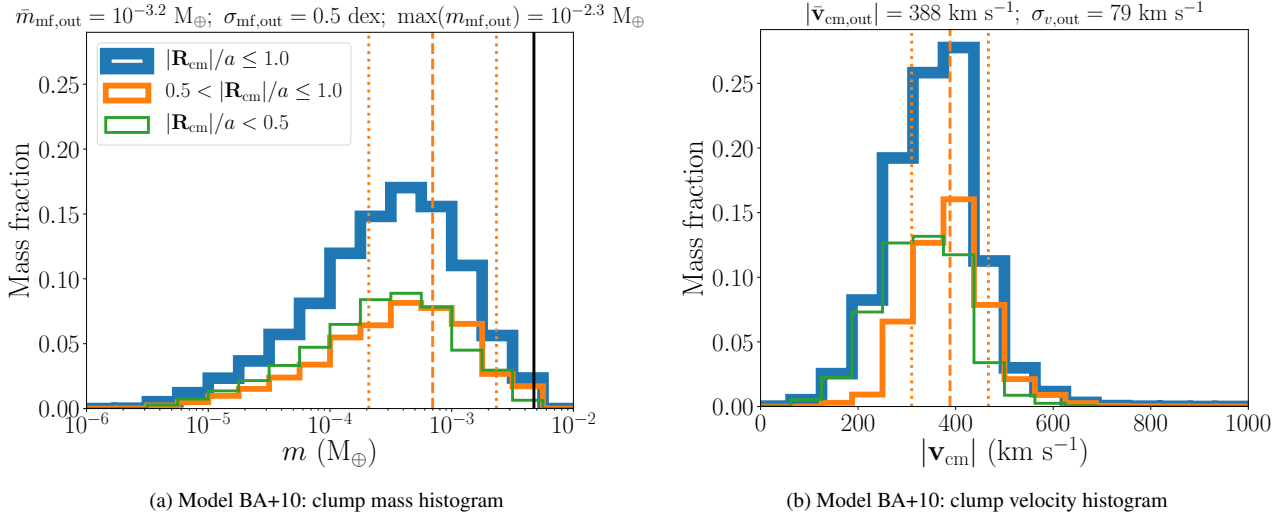 m̄_mf,out = 10^−3.2 M_⊕; σ_mf,out = 0.5 dex; max(m_mf,out) = 10^−2.3 M_⊕
|R_cm|/a ≤ 1.0
0.5 < |R_cm|/a ≤ 1.0
|R_cm|/a < 0.5
Mass fraction
0.25
0.20
0.15
0.10
0.05
0.00
10^−6 10^−5 10^−4 10^−3 10^−2
m (M_⊕)
(a) Model BA+10: clump mass histogram
|v̄_cm,out| = 388 km s^−1; σ_v,out = 79 km s^−1
Mass fraction
0.25
0.20
0.15
0.10
0.05
0.00
0 200 400 600 800 1000
|v_cm| (km s^−1)
(b) Model BA+10: clump velocity histogram